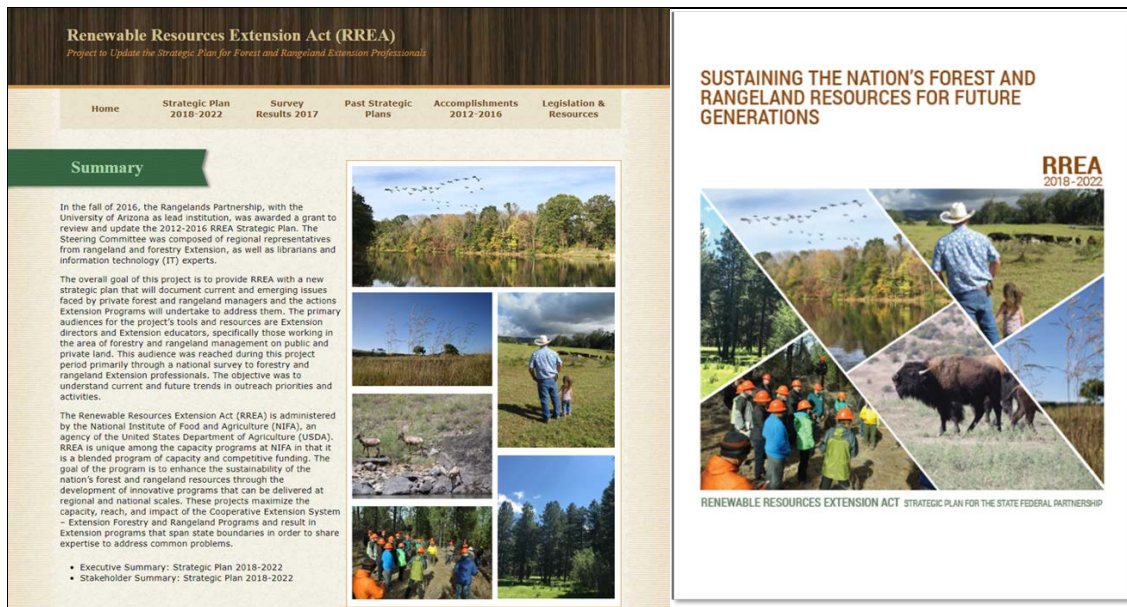 Renewable Resources Extension Act (RREA)
Project to Update the Strategic Plan for Forest and Rangeland Extension Professionals
Home
Strategic Plan
2018-2022
Survey
Results 2017
Past Strategic
Plans
Accomplishments
2012-2016
Legislation &
Resources
Summary
In the fall of 2016, the Rangelands Partnership, with the
University of Arizona as lead institution, was awarded a grant to
review and update the 2012-2016 RREA Strategic Plan. The
Steering Committee was composed of regional representatives
from rangeland and forestry Extension, as well as librarians and
information technology (IT) experts.
The overall goal of this project is to provide RREA with a new
strategic plan that will document current and emerging issues
faced by private forest and rangeland managers and the actions
Extension Programs will undertake to address them. The primary
audiences for the project's tools and resources are Extension
directors and Extension educators, specifically those working in
the area of forestry and rangeland management on public and
private land. This audience was reached during this project
period primarily through a national survey to forestry and
rangeland Extension professionals. The objective was to
understand current and future trends in outreach priorities and
activities.
The Renewable Resources Extension Act (RREA) is administered
by the National Institute of Food and Agriculture (NIFA), an
agency of the United States Department of Agriculture (USDA).
RREA is unique among the capacity programs at NIFA in that it
is a blended program of capacity and competitive funding. The
goal of the program is to enhance the sustainability of the
nation's forest and rangeland resources through the
development of innovative programs that can be delivered at
regional and national scales. These projects maximize the
capacity, reach, and impact of the Cooperative Extension System
– Extension Forestry and Rangeland Programs and result in
Extension programs that span state boundaries in order to share
expertise to address common problems.
• Executive Summary: Strategic Plan 2018-2022
• Stakeholder Summary: Strategic Plan 2018-2022
SUSTAINING THE NATION'S FOREST AND
RANGELAND RESOURCES FOR FUTURE
GENERATIONS
RREA
2018-2022
RENEWABLE RESOURCES EXTENSION ACT STRATEGIC PLAN FOR THE STATE FEDERAL PARTNERSHIP